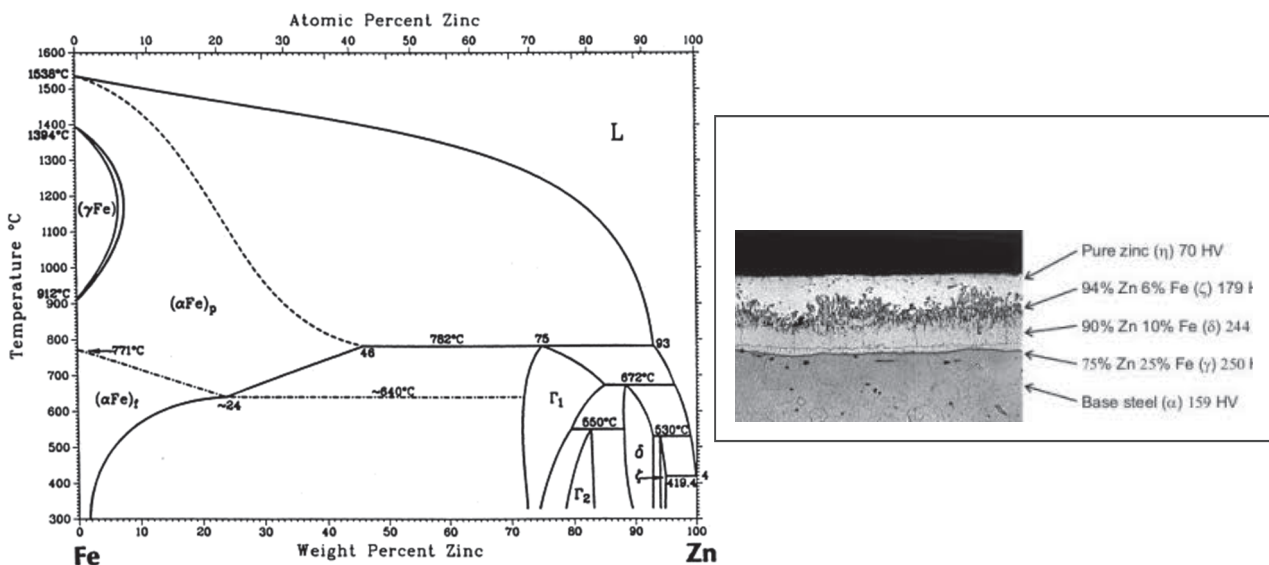 Atomic Percent Zinc
0 10 20 30 40 50 60 70 80 90 100
1600
1538°C
1500
1400
1394°C
1300
1200
1100
1000
912°C
900
800
700
600
500
400
300
Temperature °C
L
(γFe)
(αFe)p
771°C
(αFe)f
46
782°C
75
93
672°C
~640°C
~24
Γ1
550°C
530°C
δ
ζ
419.4
4
Γ2
0 10 20 30 40 50 60 70 80 90 100
Fe
Weight Percent Zinc
Zn
Pure zinc (η) 70 HV
94% Zn 6% Fe (ζ) 179 H
90% Zn 10% Fe (δ) 244
75% Zn 25% Fe (γ) 250 H
Base steel (α) 159 HV